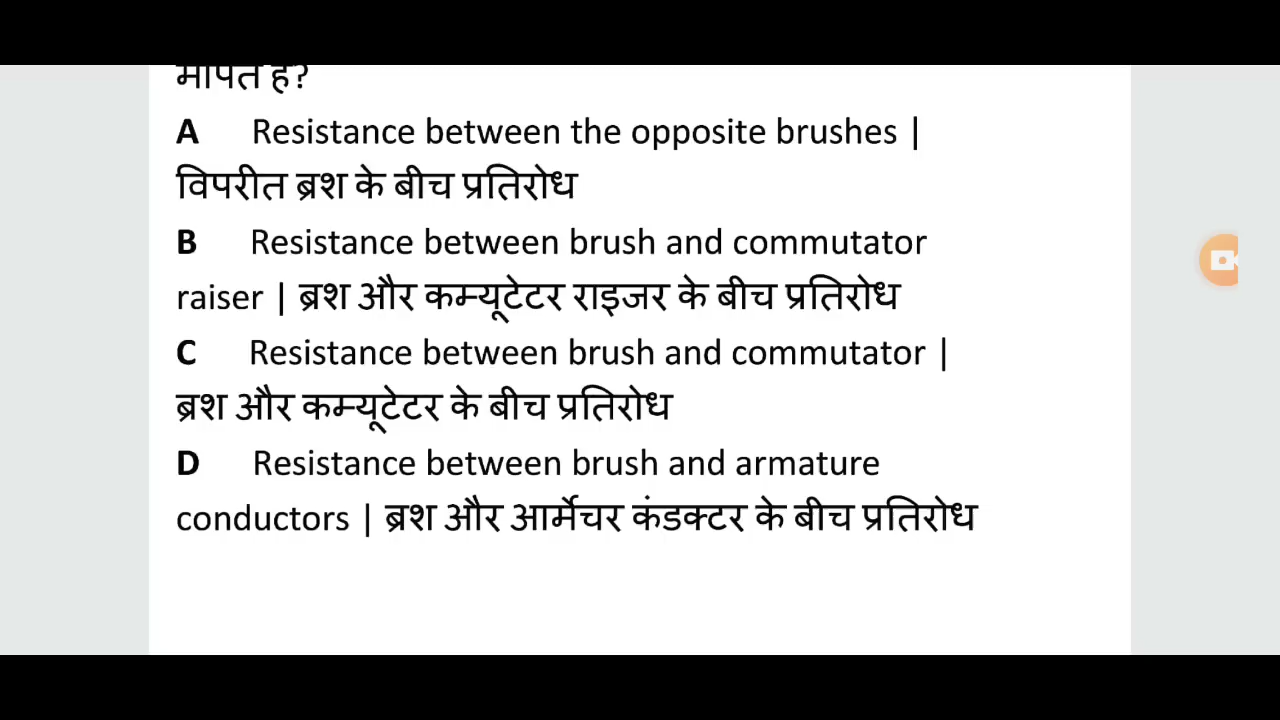 मापते हैं?
A Resistance between the opposite brushes |
विपरीत ब्रश के बीच प्रतिरोध
B Resistance between brush and commutator
raiser | ब्रश और कम्यूटेटर राइजर के बीच प्रतिरोध
C Resistance between brush and commutator |
ब्रश और कम्यूटेटर के बीच प्रतिरोध
D Resistance between brush and armature
conductors | ब्रश और आर्मेचर कंडक्टर के बीच प्रतिरोध